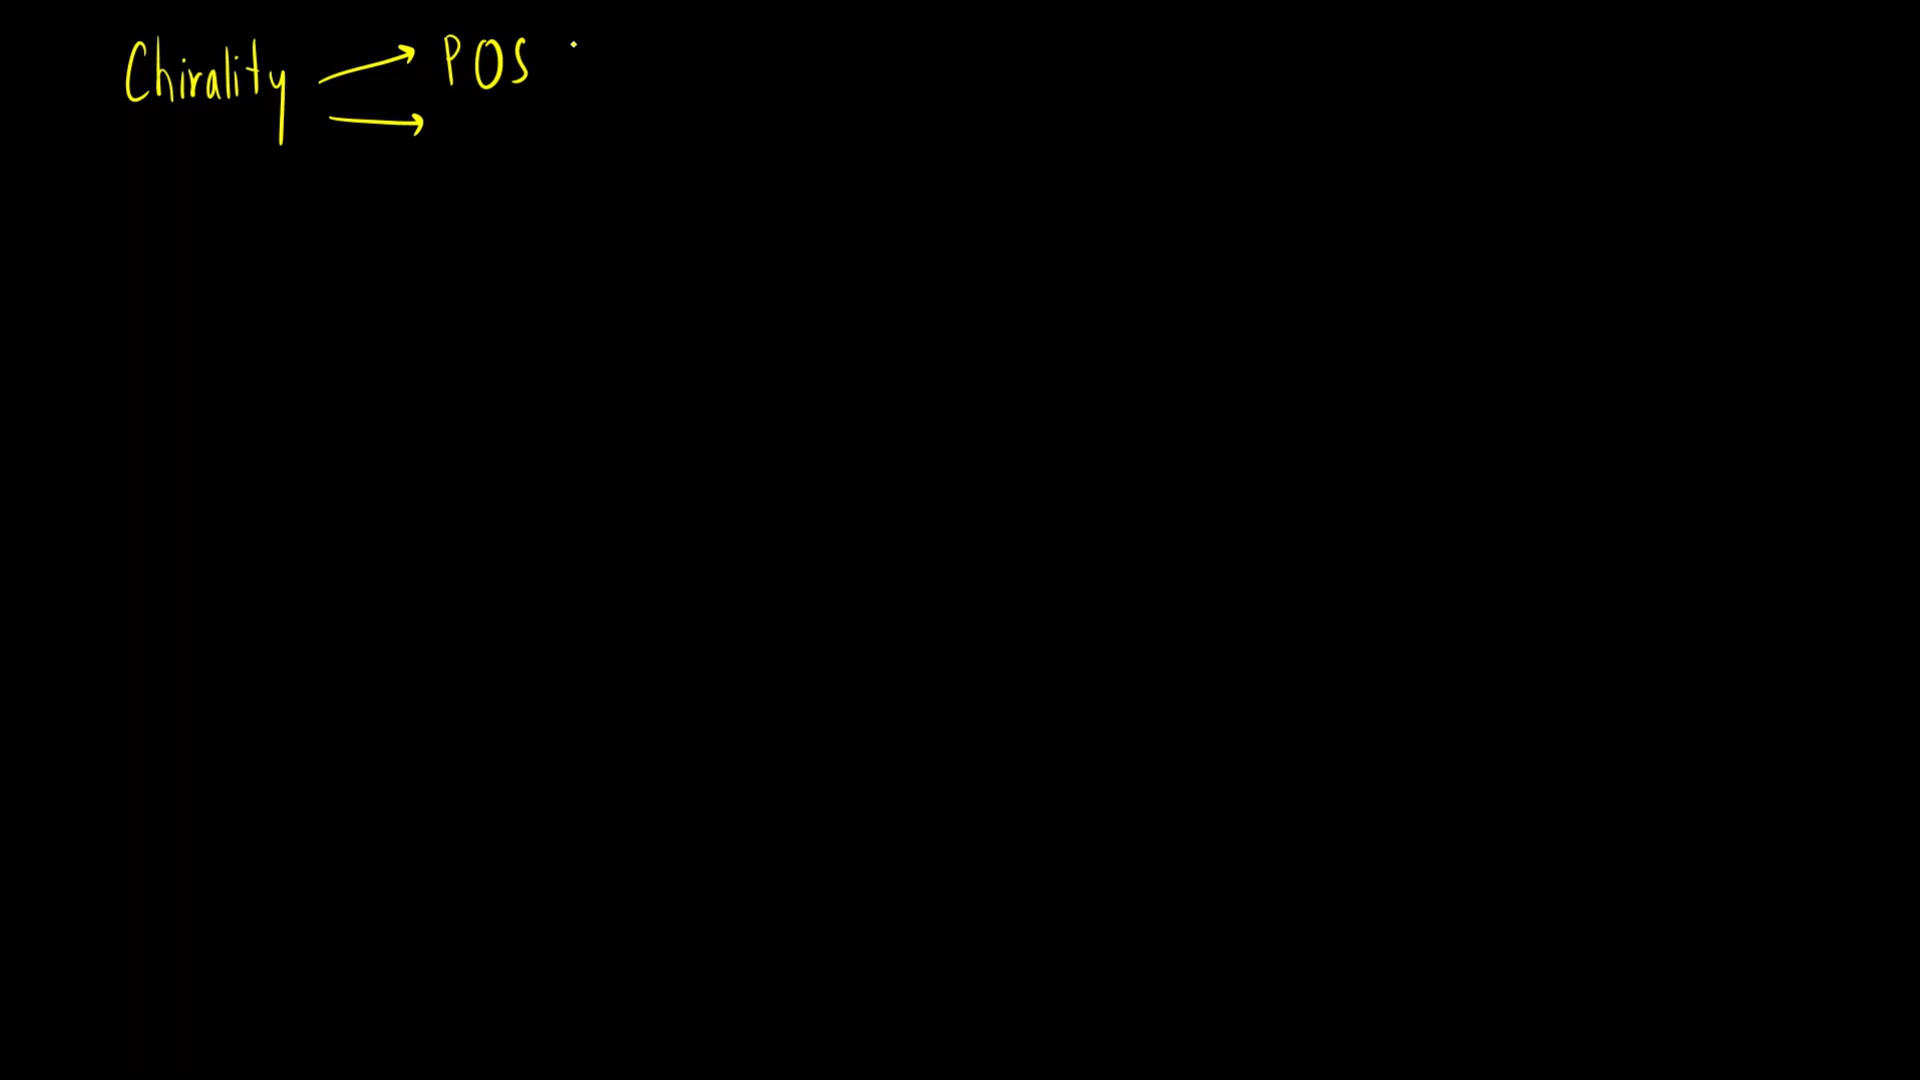 Chirality → POS
→